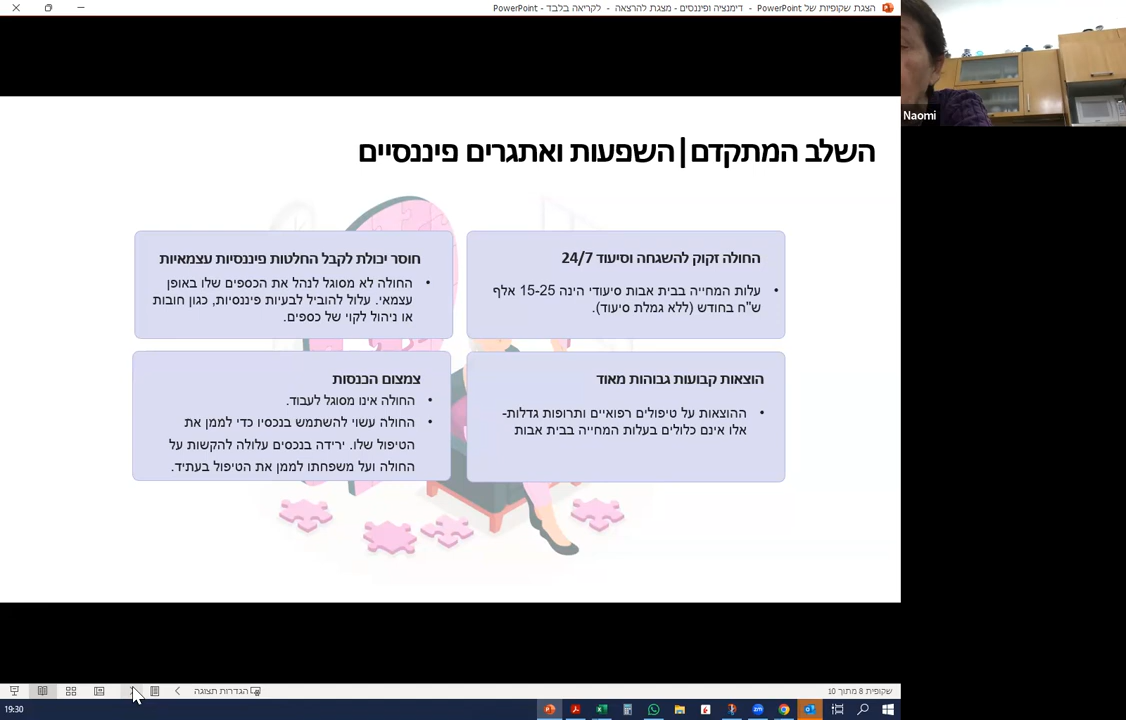 הצגת שקופיות של PowerPoint - דימנציה ופיננסים - מצגת להרצאה - לקריאה בלבד - PowerPoint
Naomi
השלב המתקדם|השפעות ואתגרים פיננסיים
החולה זקוק להשגחה וסיעוד 24/7
• עלות המחייה בבית אבות סיעודי הינה 15-25 אלף
ש"ח בחודש (ללא גמלת סיעוד).
חוסר יכולת לקבל החלטות פיננסיות עצמאיות
• החולה לא מסוגל לנהל את הכספים שלו באופן
עצמאי. עלול להוביל לבעיות פיננסיות, כגון חובות
או ניהול לקוי של כספים.
הוצאות קבועות גבוהות מאוד
• ההוצאות על טיפולים רפואיים ותרופות גדלות-
אלו אינם כלולים בעלות המחייה בבית אבות
צמצום הכנסות
• החולה אינו מסוגל לעבוד.
• החולה עשוי להשתמש בנכסיו כדי לממן את
הטיפול שלו. ירידה בנכסים עלולה להקשות על
החולה ועל משפחתו לממן את הטיפול בעתיד.
שקופית 8 מתוך 10
הגדרות תצוגה
19:30